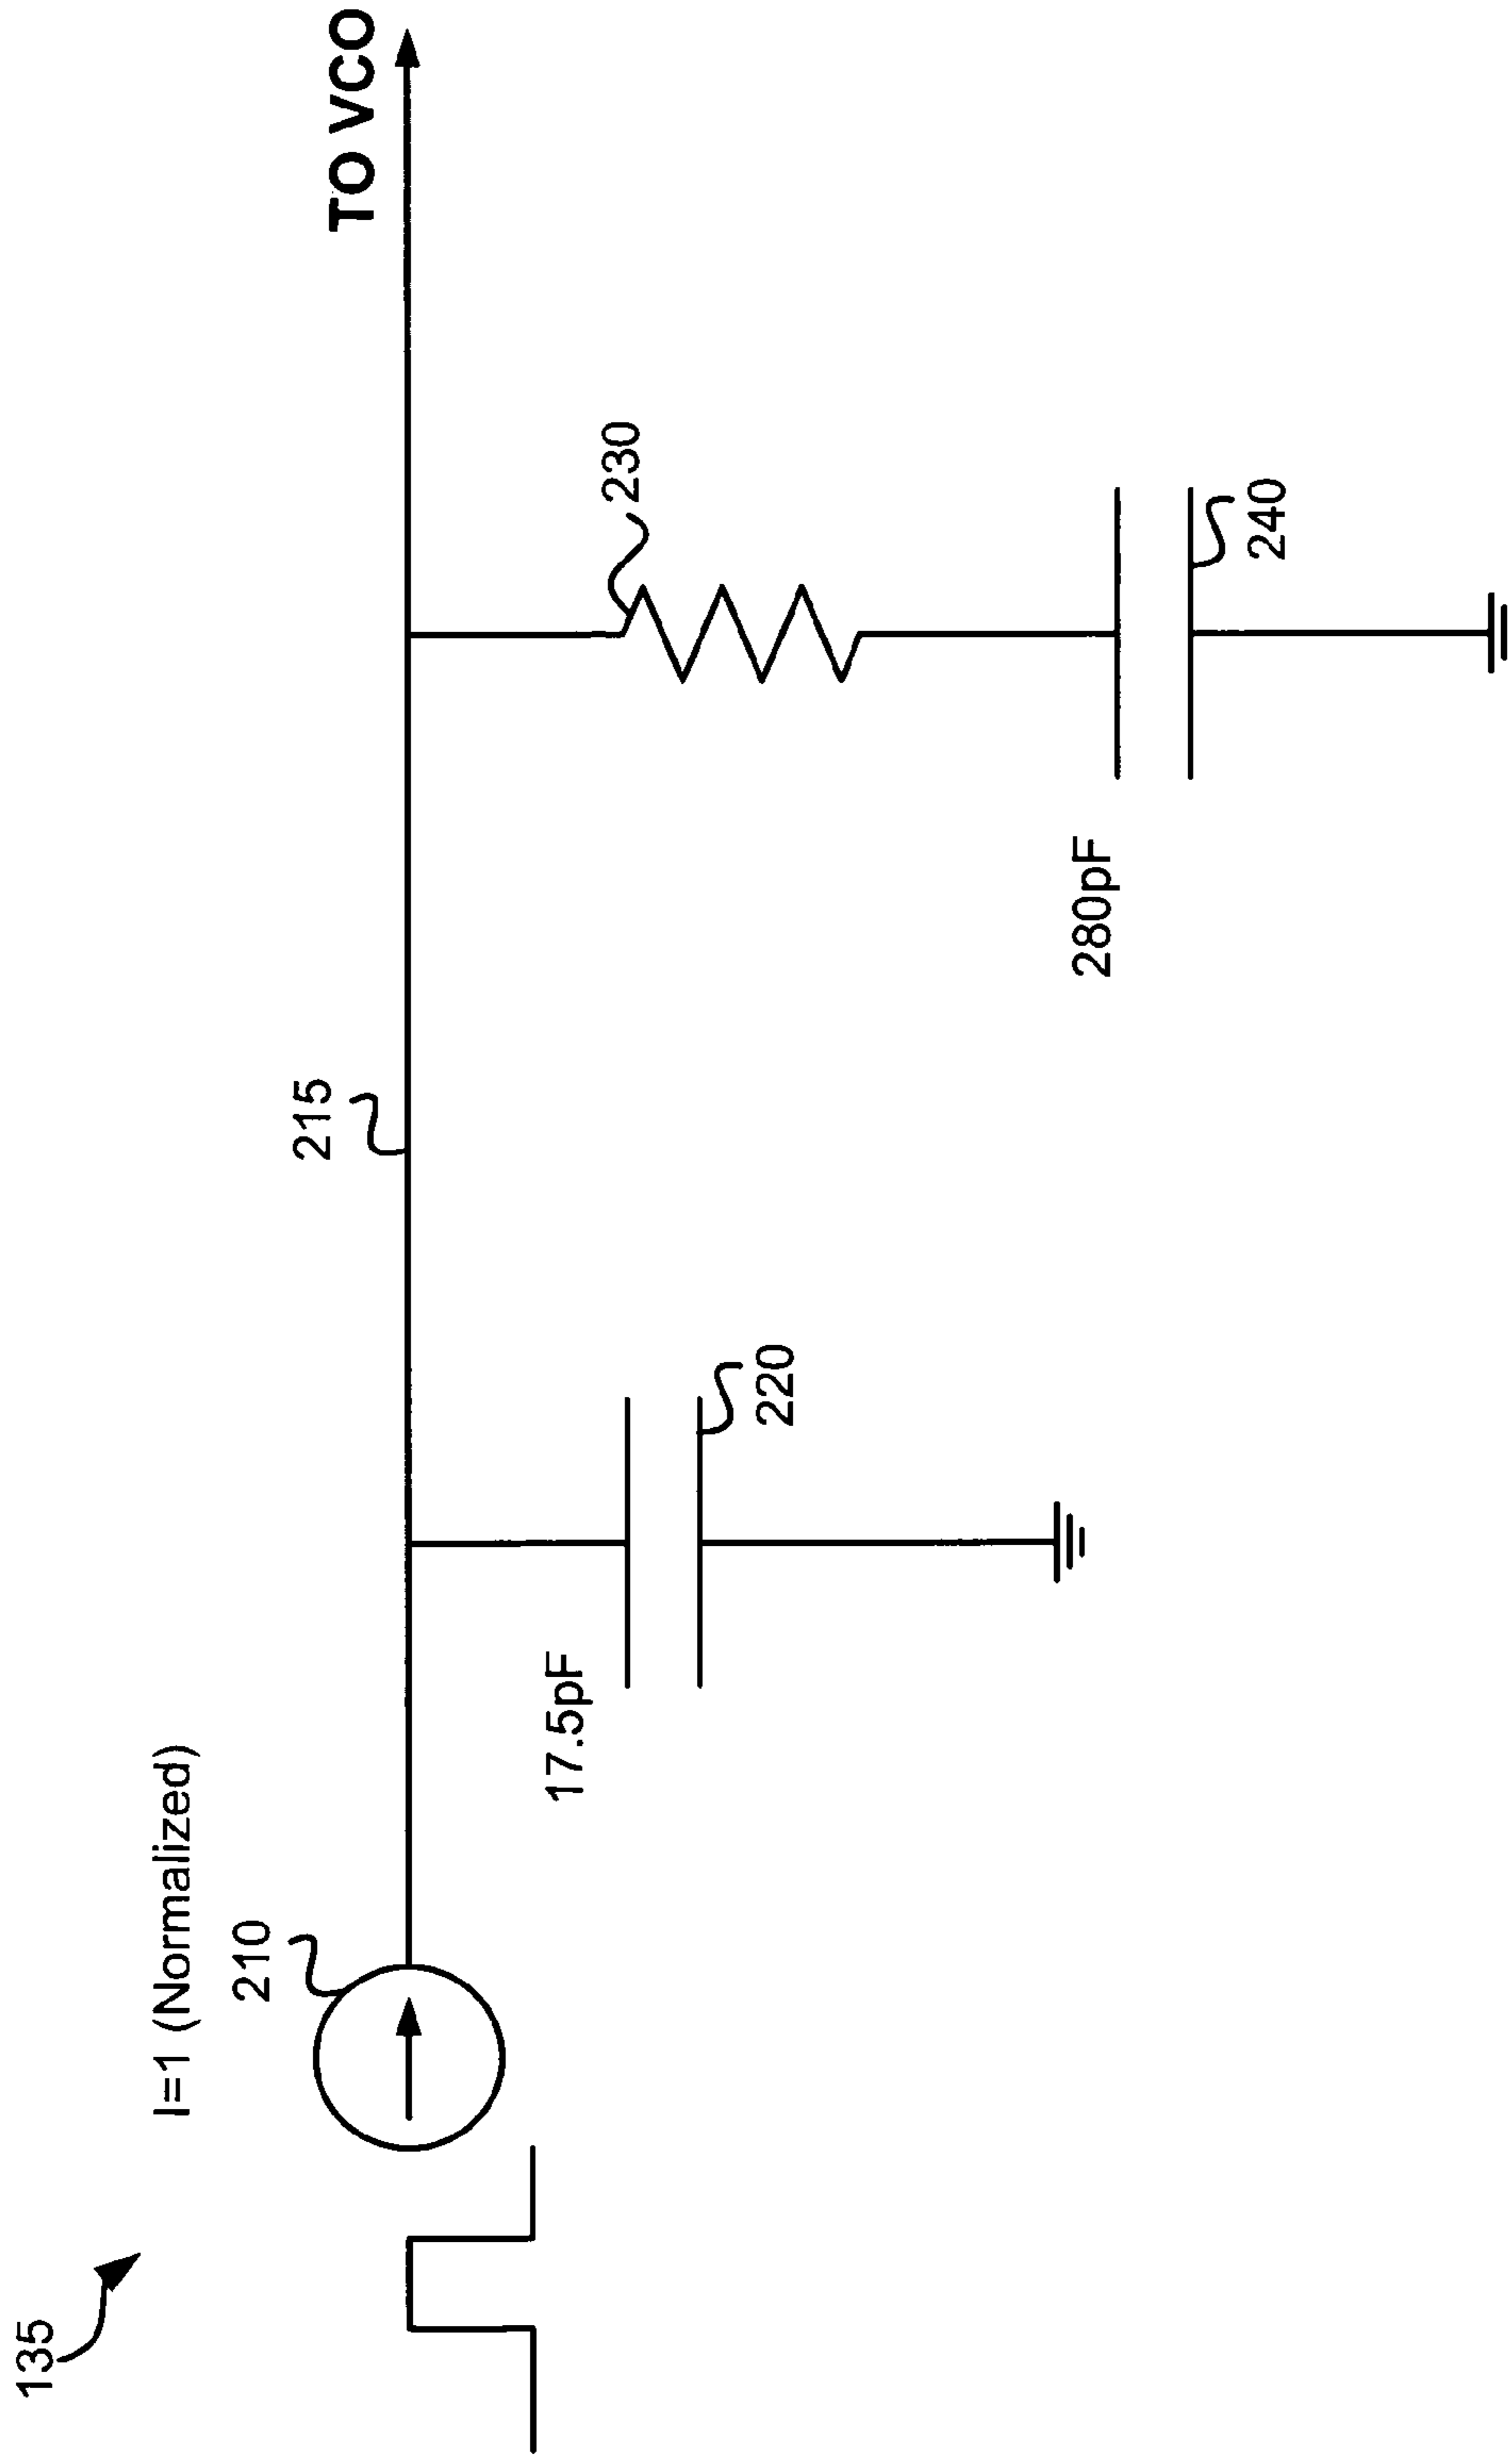 135
I=1 (Normalized)
210
17.5pF
220
215
280pF
230
240
TO VCO